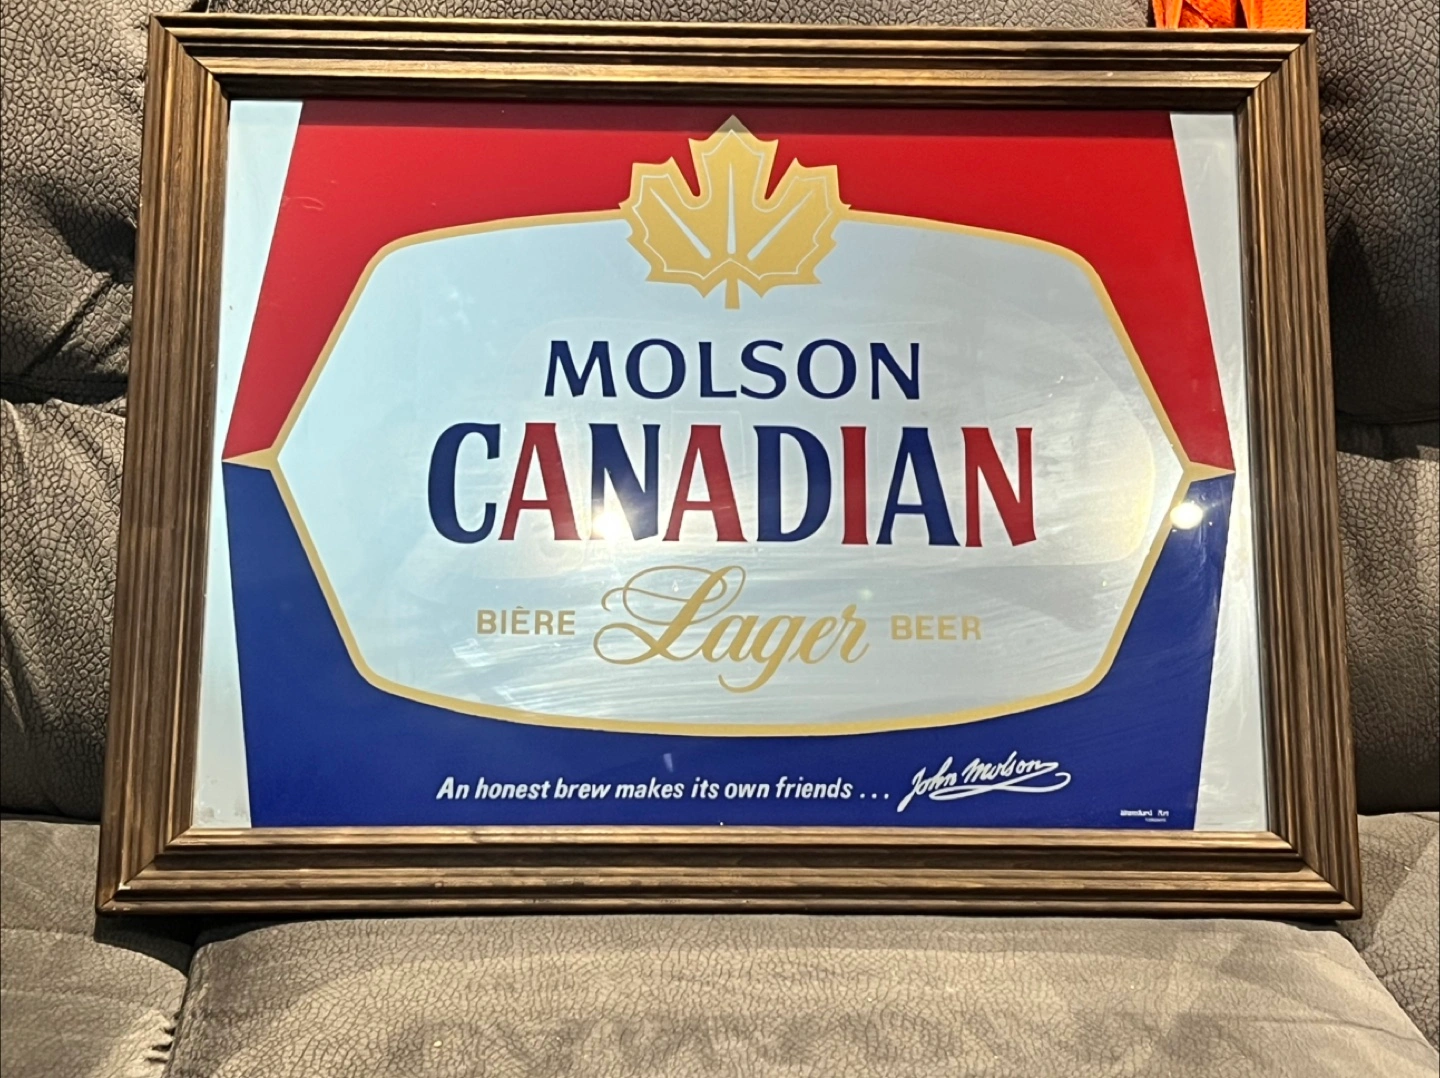 MOLSON
CANADIAN
BIÈRE Lager BEER
An honest brew makes its own friends... John Molson